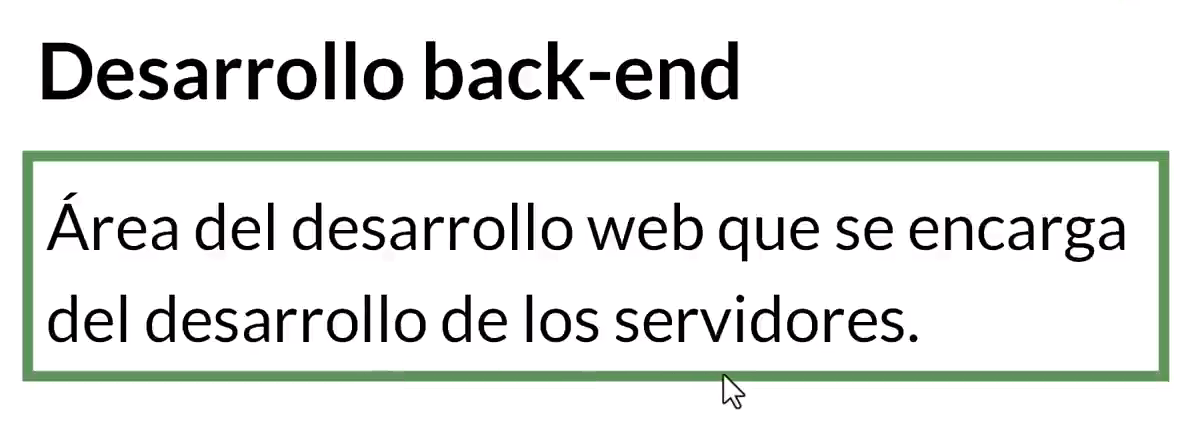 Desarrollo back-end
Área del desarrollo web que se encarga
del desarrollo de los servidores.